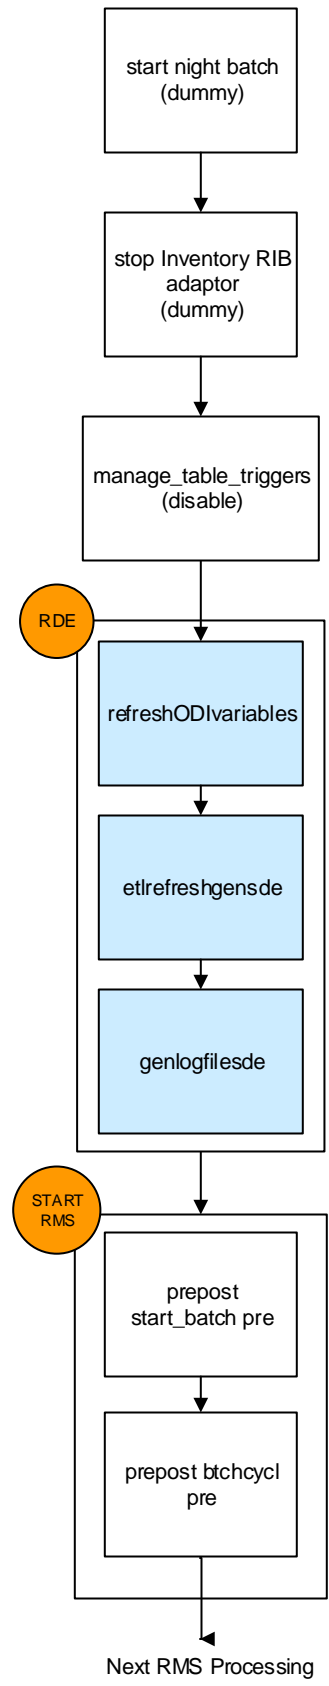 start night batch
(dummy)
stop Inventory RIB
adaptor
(dummy)
manage_table_triggers
(disable)
RDE
refreshODIvariables
etlrefreshgensde
genlogfilesde
START
RMS
prepost
start_batch pre
prepost btchcycl
pre
Next RMS Processing